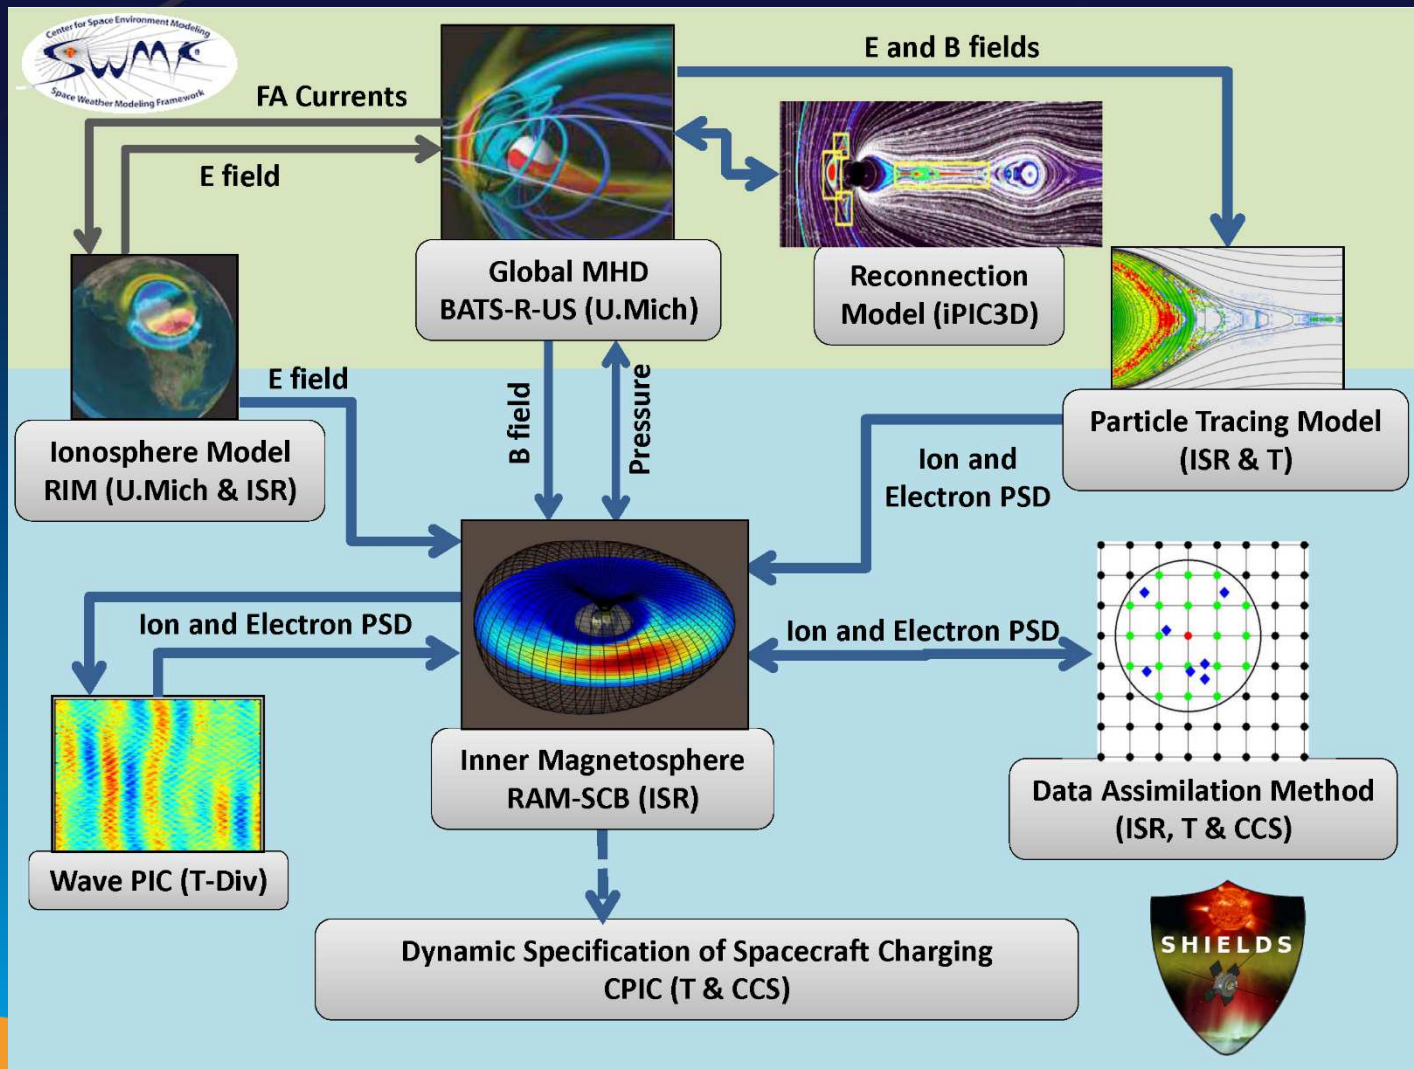 Center for Space Environment Modeling
SWMF
Space Weather Modeling Framework
FA Currents
E field
E and B fields
Global MHD
BATS-R-US (U.Mich)
Reconnection
Model (iPIC3D)
E field
B field
Pressure
Ionosphere Model
RIM (U.Mich & ISR)
Particle Tracing Model
(ISR & T)
Ion and
Electron PSD
Ion and Electron PSD
Ion and Electron PSD
Inner Magnetosphere
RAM-SCB (ISR)
Data Assimilation Method
(ISR, T & CCS)
Wave PIC (T-Div)
Dynamic Specification of Spacecraft Charging
CPIC (T & CCS)
SHIELDS